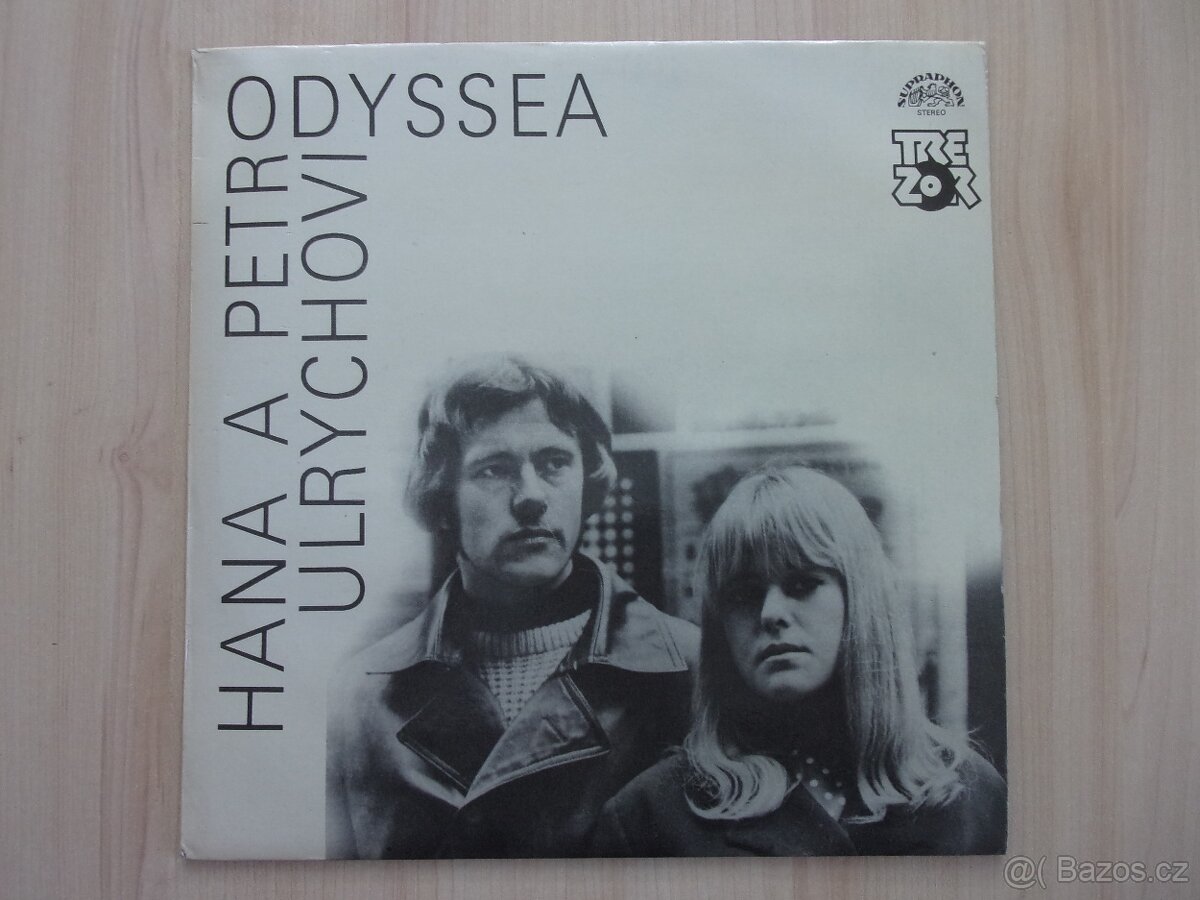 ODYSSEA
HANA A PETR
ULRYCHOVI
SUPRAPHON
STEREO
TREZOR
@( Bazos.cz